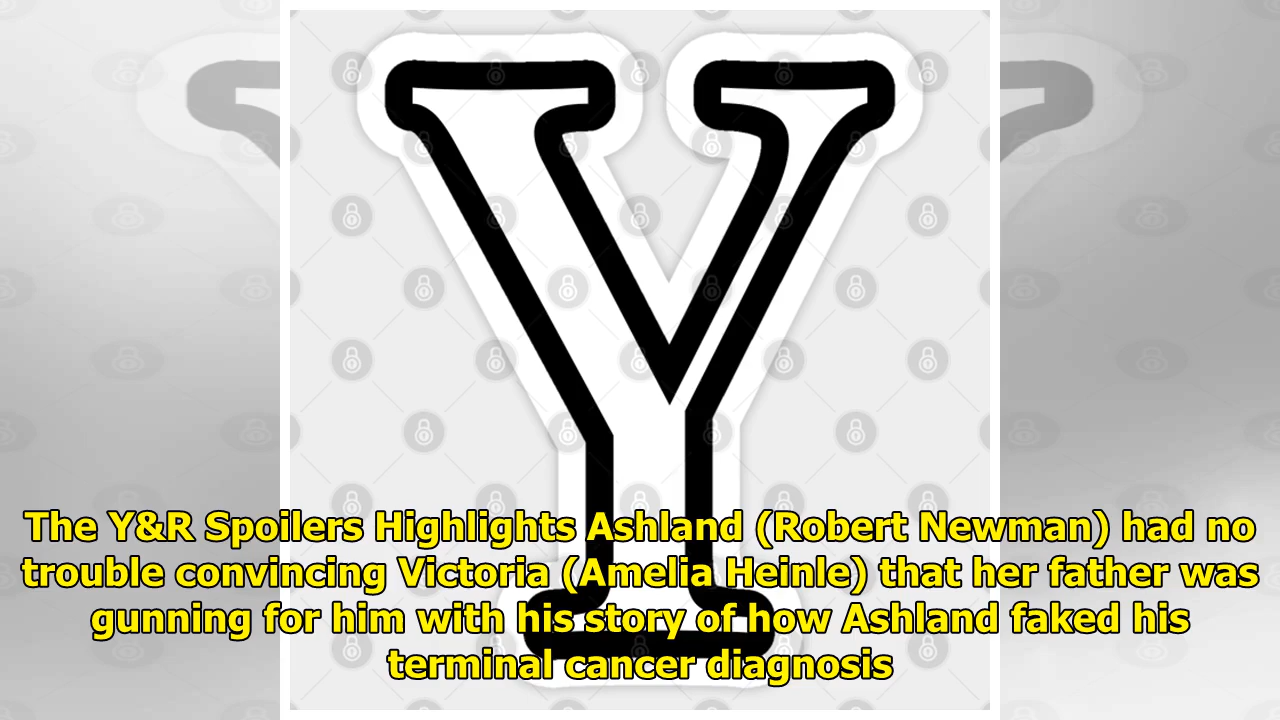 Y
The Y&R Spoilers Highlights Ashland (Robert Newman) had no
trouble convincing Victoria (Amelia Heinle) that her father was
gunning for him with his story of how Ashland faked his
terminal cancer diagnosis